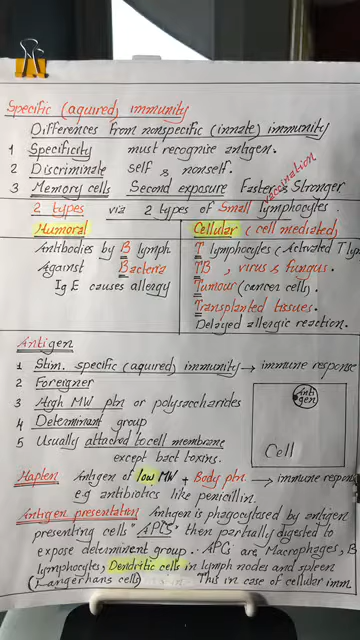 Specific (aquired) immunity
Differences from nonspecific (innate) immunity
1 Specificity must recognise antigen.
2 Discriminate self & nonself.
3 Memory cells Second exposure Faster & Stronger
vaccination
2 types via 2 types of Small lymphocytes.
Humoral
Antibodies by B lymph
Against Bacteria
Ig E causes allergy
Cellular (cell mediated)
T lymphocytes (Activated T lym
TB, virus & fungus.
Tumour (cancer cells).
Transplanted tissues.
Delayed allergic reaction.
Antigen
1 Stim. specific (aquired) immunity → immune response
2 Foreigner
3 High MW ptn or polysaccharides
4 Determinant group
5 Usually attached to cell membrane
except bact toxins.
Anti
gen
Cell
Hapten Antigen of low MW + Body ptn. → immune respon
e.g antibiotics like penicillin.
Antigen presentation Antigen is phagocytosed by antigen
presenting cells "APCs" then partially digested to
expose determinant group. APCs are Macrophages, B
lymphocytes, Dendritic cells in lymph nodes and spleen
(Langerhans cells) This in case of cellular imm